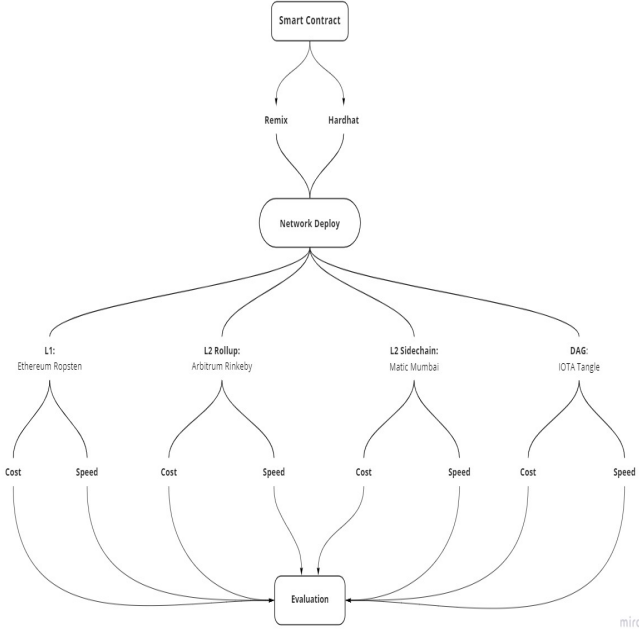 Smart Contract
Remix
Hardhat
Network Deploy
L1:
Ethereum Ropsten
L2 Rollup:
Arbitrum Rinkeby
L2 Sidechain:
Matic Mumbai
DAG:
IOTA Tangle
Cost
Speed
Cost
Speed
Cost
Speed
Cost
Speed
Evaluation